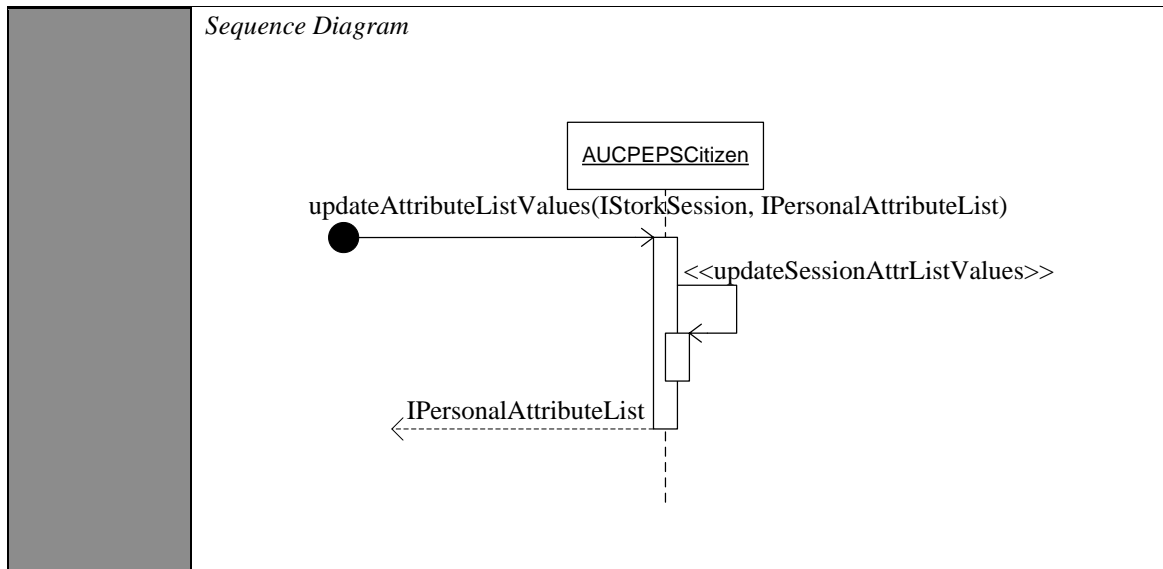 Sequence Diagram
AUCPEPSCitizen
updateAttributeListValues(IStorkSession, IPersonalAttributeList)
<<updateSessionAttrListValues>>
IPersonalAttributeList